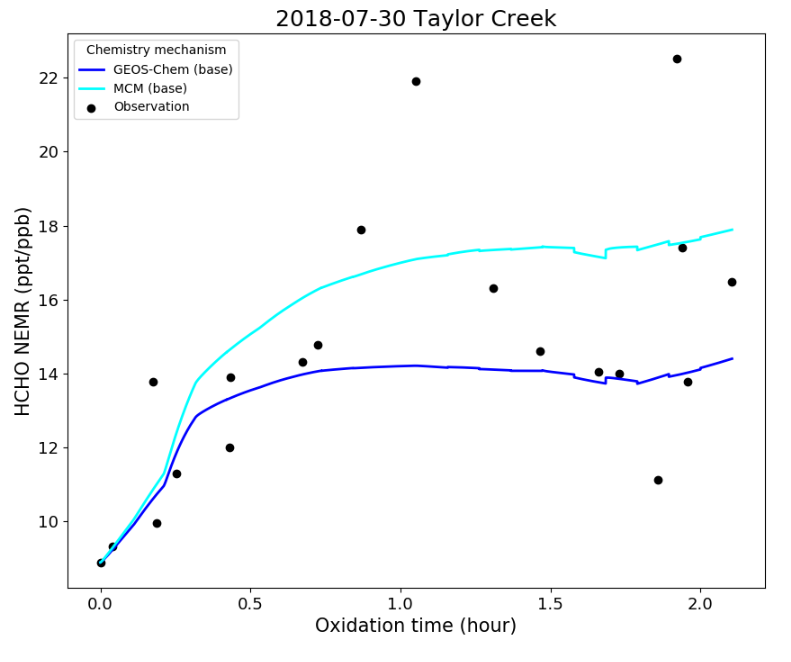 2018-07-30 Taylor Creek
Chemistry mechanism
GEOS-Chem (base)
MCM (base)
Observation
HCHO NEMR (ppt/ppb)
22
20
18
16
14
12
10
0.0 0.5 1.0 1.5 2.0
Oxidation time (hour)